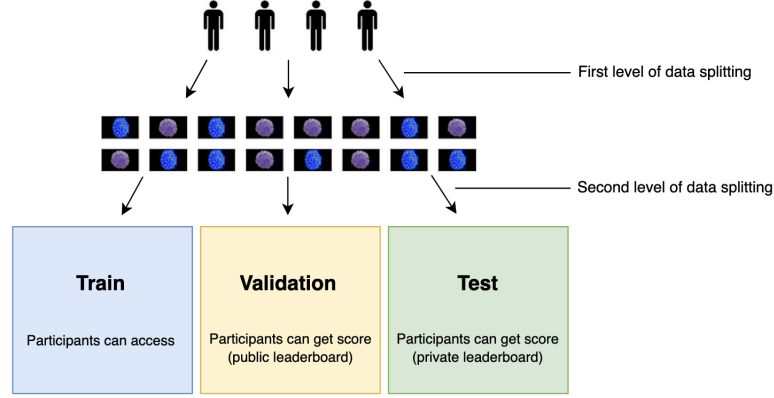 First level of data splitting
Second level of data splitting
Train
Participants can access
Validation
Participants can get score
(public leaderboard)
Test
Participants can get score
(private leaderboard)